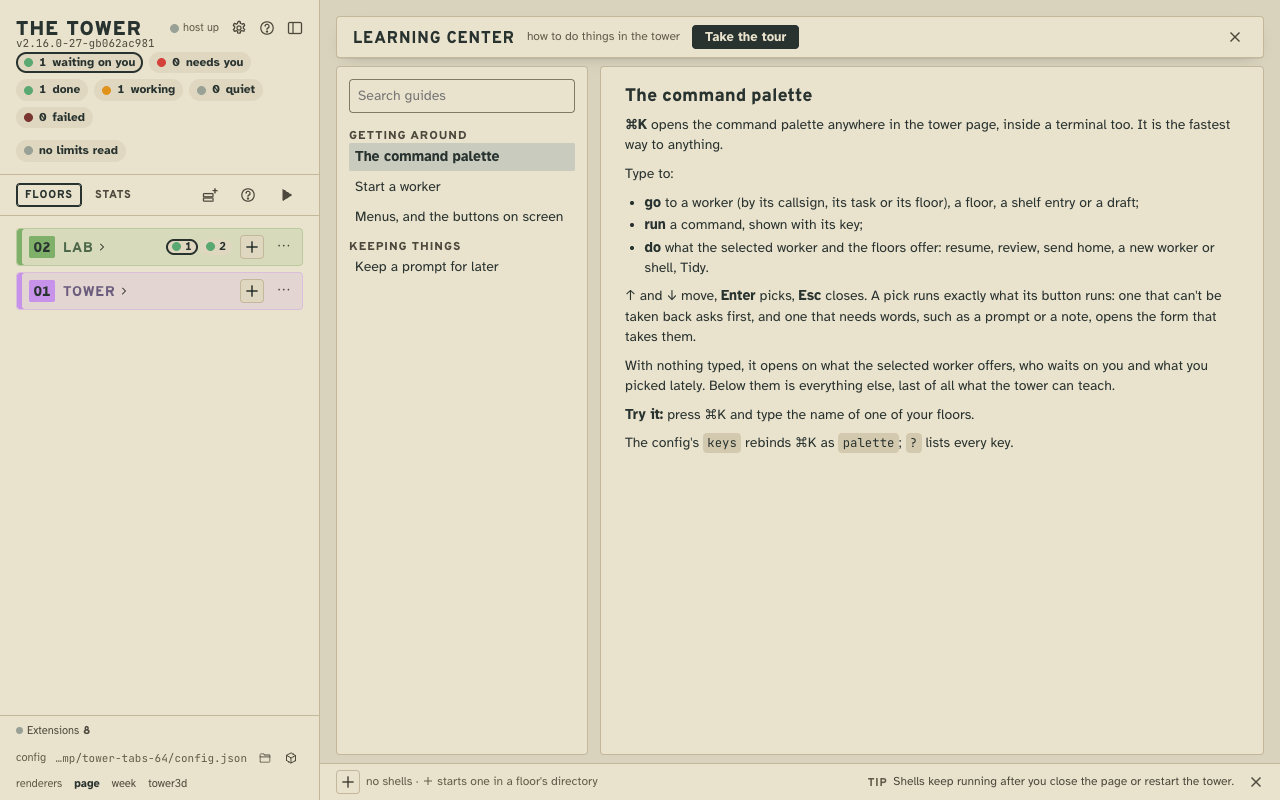 THE TOWER
host up
v2.16.0-27-gb062ac981
1 waiting on you
0 needs you
1 done
1 working
0 quiet
0 failed
no limits read
FLOORS
STATS
02 LAB
1
2
01 TOWER
Extensions 8
config …mp/tower-tabs-64/config.json
renderers page week tower3d
LEARNING CENTER
how to do things in the tower
Take the tour
Search guides
GETTING AROUND
The command palette
Start a worker
Menus, and the buttons on screen
KEEPING THINGS
Keep a prompt for later
The command palette
⌘K opens the command palette anywhere in the tower page, inside a terminal too. It is the fastest
way to anything.
Type to:
• go to a worker (by its callsign, its task or its floor), a floor, a shelf entry or a draft;
• run a command, shown with its key;
• do what the selected worker and the floors offer: resume, review, send home, a new worker or
shell, Tidy.
↑ and ↓ move, Enter picks, Esc closes. A pick runs exactly what its button runs: one that can't be
taken back asks first, and one that needs words, such as a prompt or a note, opens the form that
takes them.
With nothing typed, it opens on what the selected worker offers, who waits on you and what you
picked lately. Below them is everything else, last of all what the tower can teach.
Try it: press ⌘K and type the name of one of your floors.
The config's keys rebinds ⌘K as palette; ? lists every key.
no shells · + starts one in a floor's directory
TIP Shells keep running after you close the page or restart the tower.